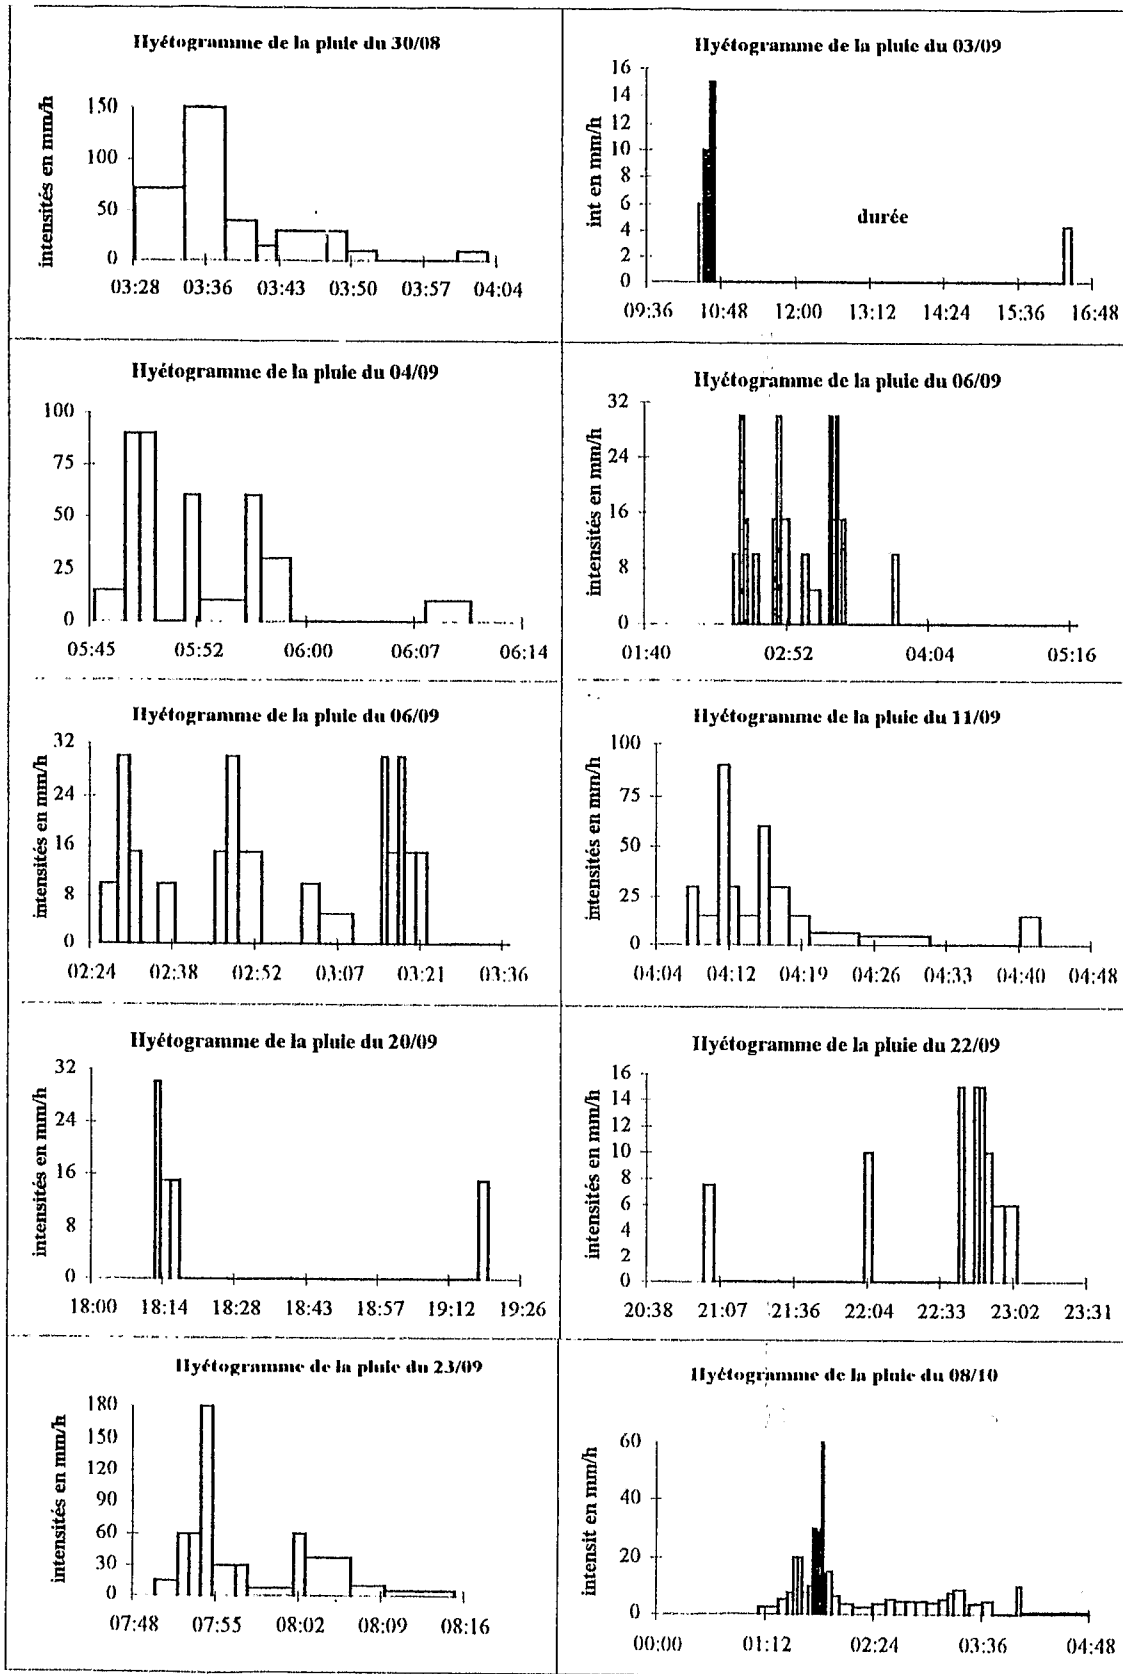 Hyétogramme de la pluie du 30/08
intensités en mm/h
150
100
50
0
03:28 03:36 03:43 03:50 03:57 04:04
Hyétogramme de la pluie du 03/09
int en mm/h
16
14
12
10
8
6
4
2
0
durée
09:36 10:48 12:00 13:12 14:24 15:36 16:48
Hyétogramme de la pluie du 04/09
100
75
50
25
0
05:45 05:52 06:00 06:07 06:14
Hyétogramme de la pluie du 06/09
intensités en mm/h
32
24
16
8
0
01:40 02:52 04:04 05:16
Hyétogramme de la pluie du 06/09
intensités en mm/h
32
24
16
8
0
02:24 02:38 02:52 03:07 03:21 03:36
Hyétogramme de la pluie du 11/09
intensités en mm/h
100
75
50
25
0
04:04 04:12 04:19 04:26 04:33 04:40 04:48
Hyétogramme de la pluie du 20/09
intensités en mm/h
32
24
16
8
0
18:00 18:14 18:28 18:43 18:57 19:12 19:26
Hyétogramme de la pluie du 22/09
intensités en mm/h
16
14
12
10
8
6
4
2
0
20:38 21:07 21:36 22:04 22:33 23:02 23:31
Hyétogramme de la pluie du 23/09
intensités en mm/h
180
150
120
90
60
30
0
07:48 07:55 08:02 08:09 08:16
Hyétogramme de la pluie du 08/10
intensit en mm/h
60
40
20
0
00:00 01:12 02:24 03:36 04:48